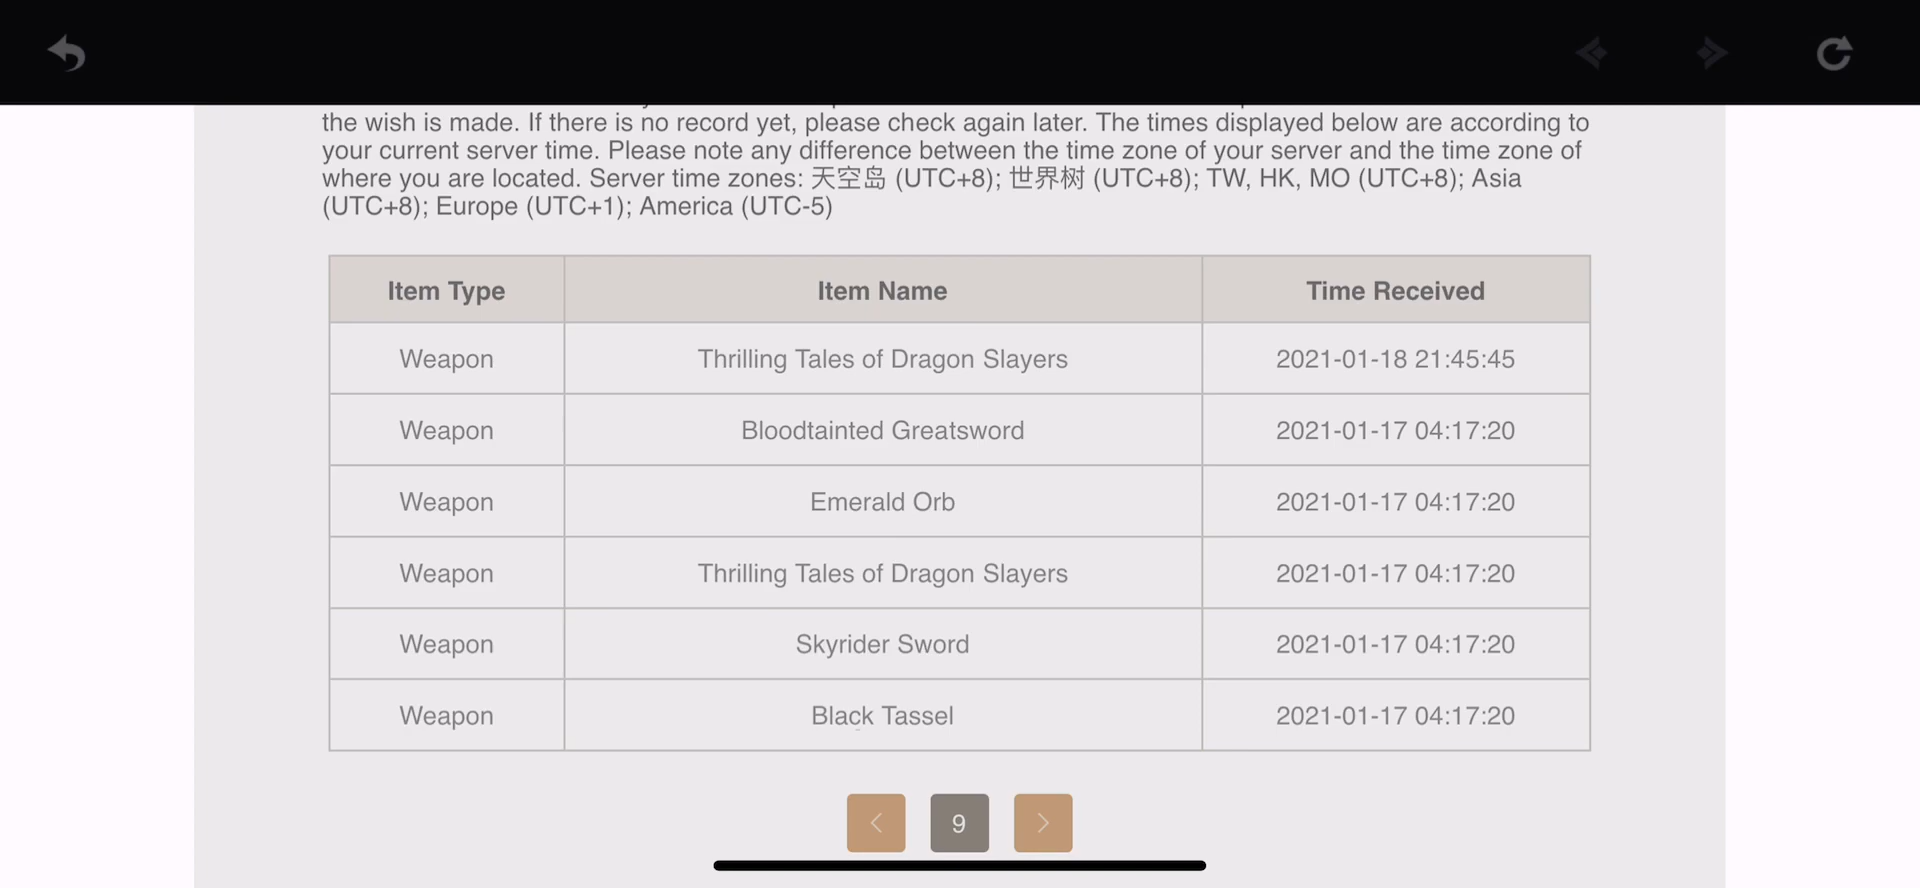 the wish is made. If there is no record yet, please check again later. The times displayed below are according to
your current server time. Please note any difference between the time zone of your server and the time zone of
where you are located. Server time zones: 天空岛 (UTC+8); 世界树 (UTC+8); TW, HK, MO (UTC+8); Asia
(UTC+8); Europe (UTC+1); America (UTC-5)
Item Type Item Name Time Received
Weapon Thrilling Tales of Dragon Slayers 2021-01-18 21:45:45
Weapon Bloodtainted Greatsword 2021-01-17 04:17:20
Weapon Emerald Orb 2021-01-17 04:17:20
Weapon Thrilling Tales of Dragon Slayers 2021-01-17 04:17:20
Weapon Skyrider Sword 2021-01-17 04:17:20
Weapon Black Tassel 2021-01-17 04:17:20
9